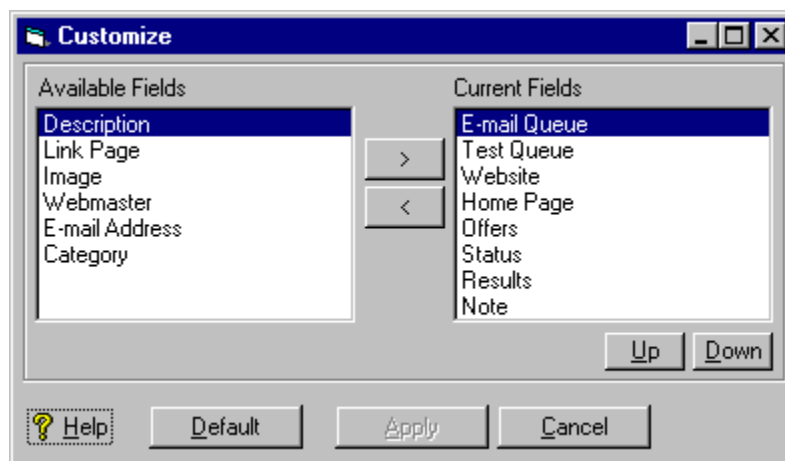 Customize
Available Fields
Description
Link Page
Image
Webmaster
E-mail Address
Category
>
<
Current Fields
E-mail Queue
Test Queue
Website
Home Page
Offers
Status
Results
Note
Up
Down
Help
Default
Apply
Cancel